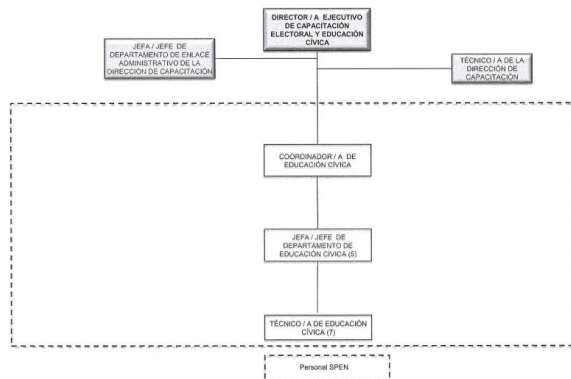 DIRECTOR / A EJECUTIVO
DE CAPACITACIÓN
ELECTORAL Y EDUCACIÓN
CÍVICA
JEFA / JEFE DE
DEPARTAMENTO DE ENLACE
ADMINISTRATIVO DE LA
DIRECCIÓN DE CAPACITACIÓN
TÉCNICO / A DE LA
DIRECCIÓN DE
CAPACITACIÓN
COORDINADOR / A DE
EDUCACIÓN CÍVICA
JEFA / JEFE DE
DEPARTAMENTO DE
EDUCACIÓN CÍVICA (5)
TÉCNICO / A DE EDUCACIÓN
CÍVICA (7)
Personal SPEN